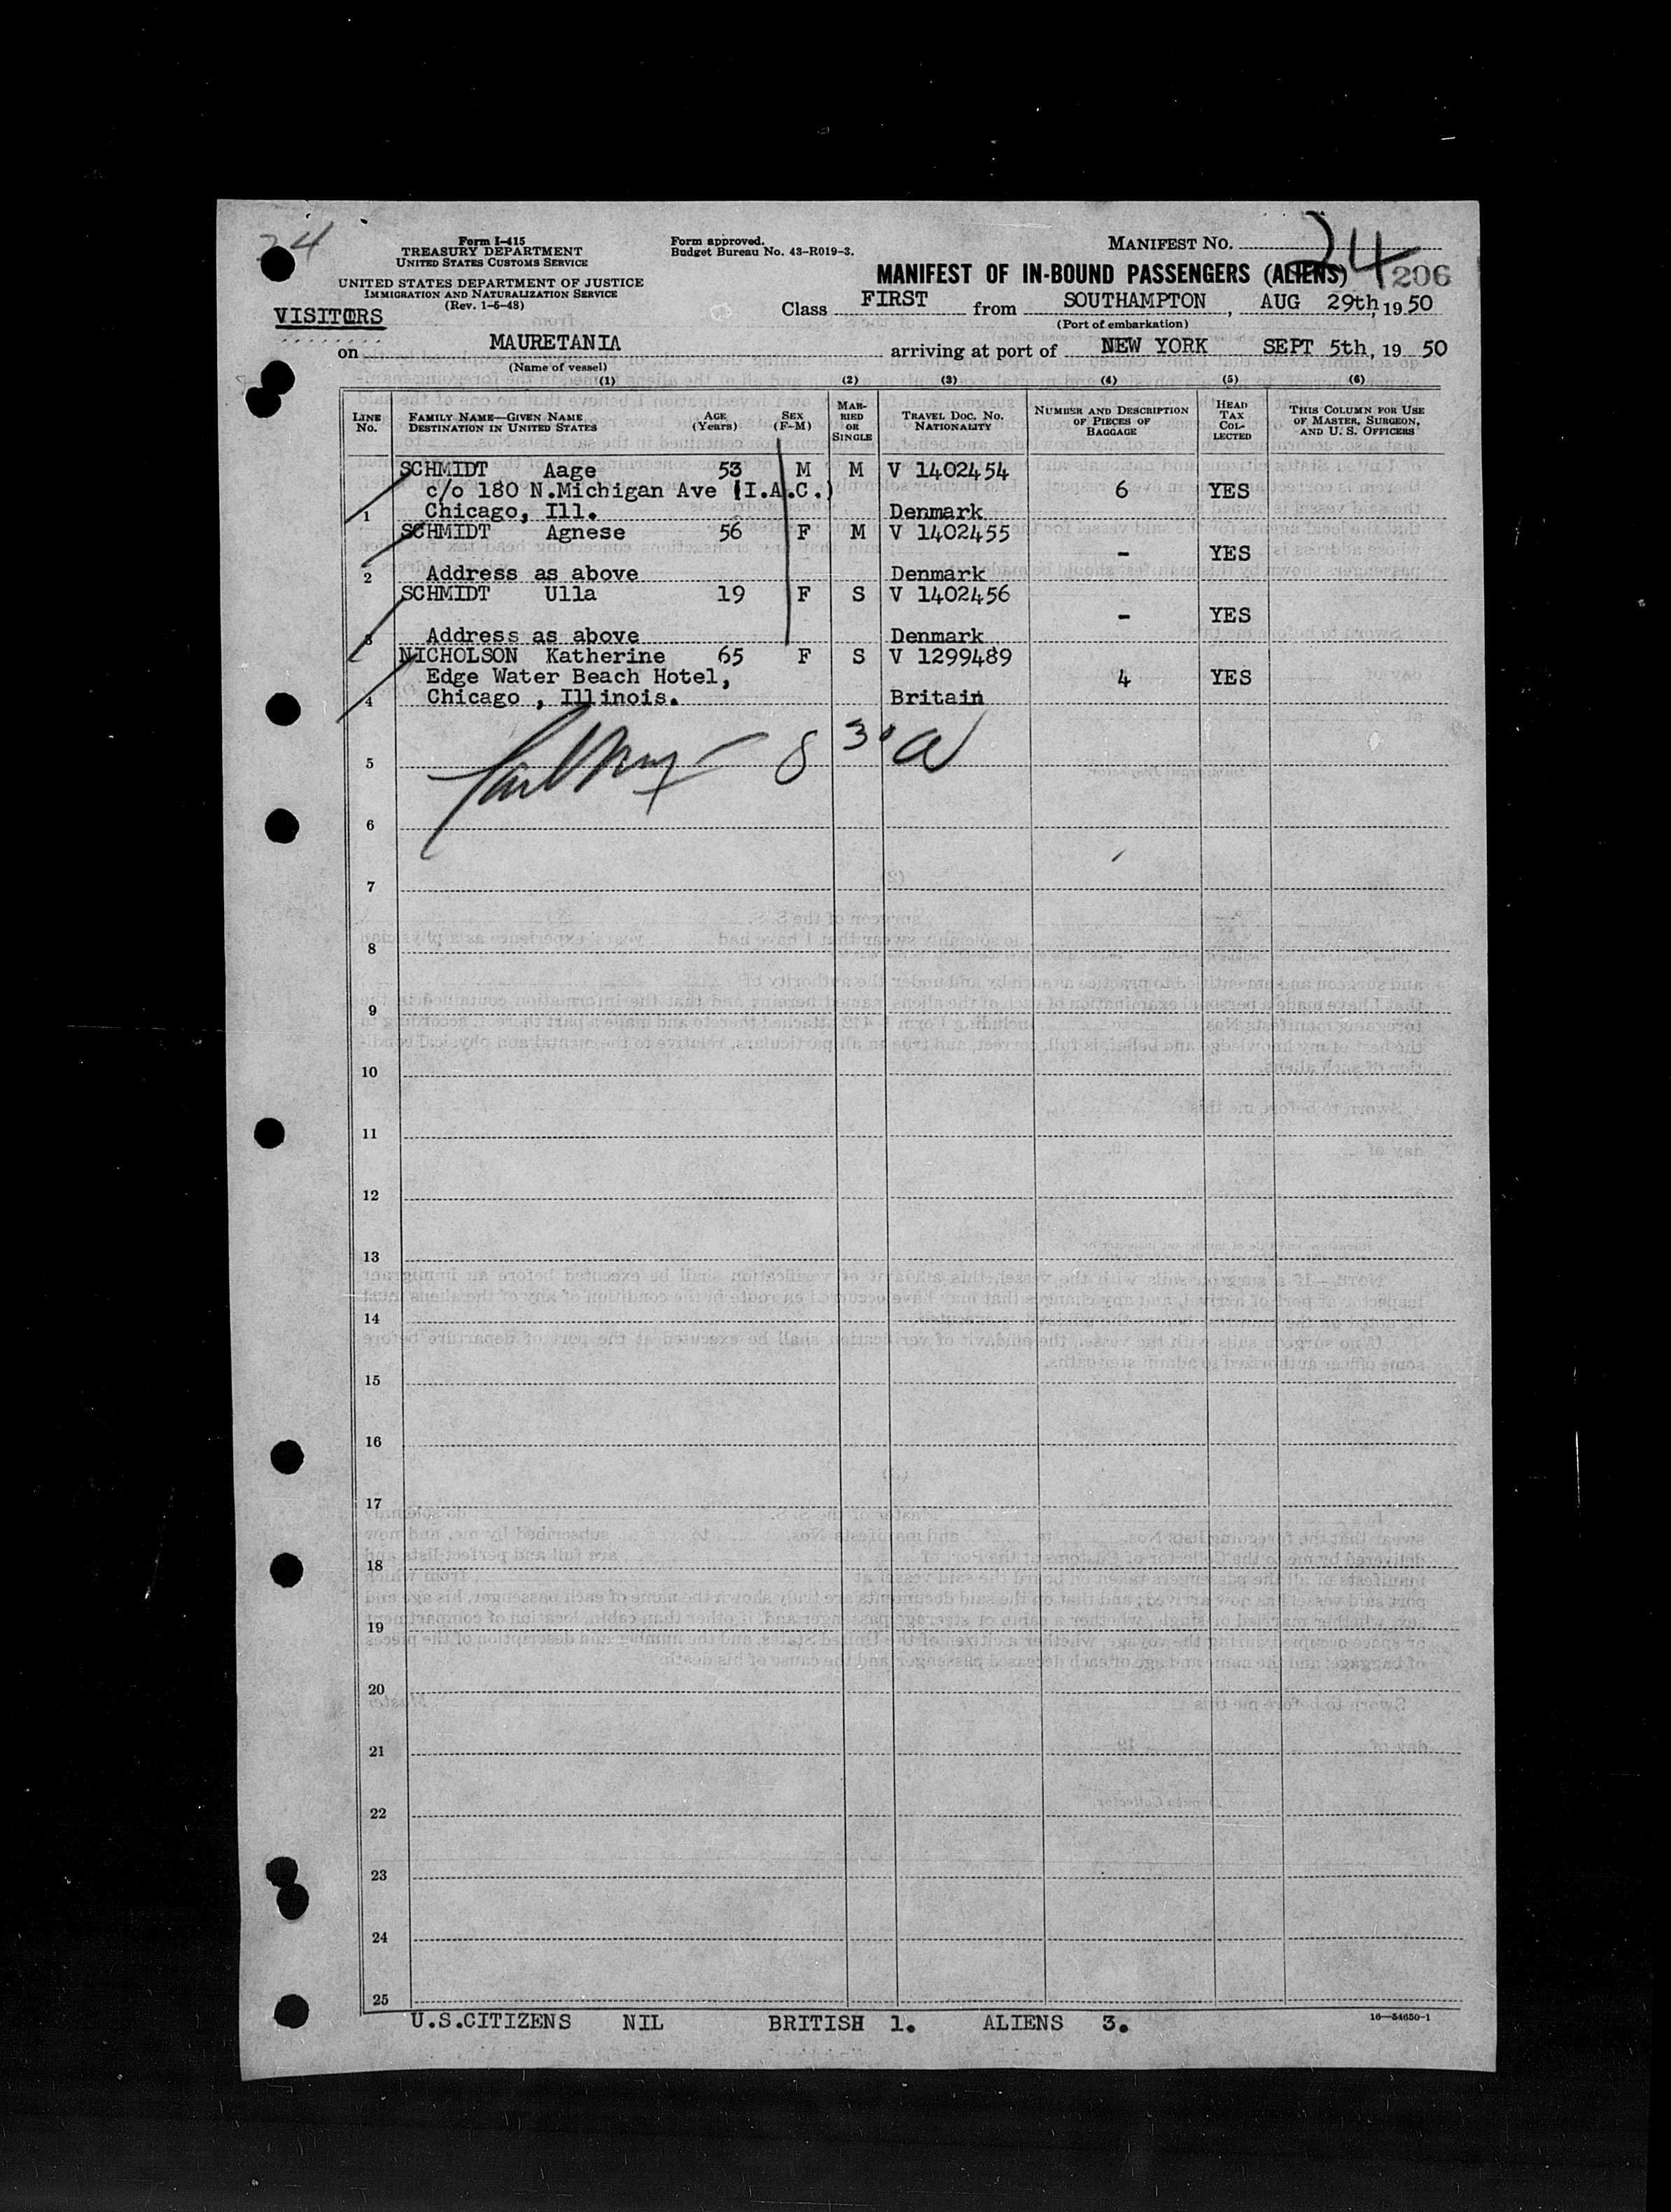 24
Form I-415
TREASURY DEPARTMENT
UNITED STATES CUSTOMS SERVICE
UNITED STATES DEPARTMENT OF JUSTICE
IMMIGRATION AND NATURALIZATION SERVICE
(Rev. 1-5-48)
Form approved.
Budget Bureau No. 43-R019-3.
MANIFEST NO. 24
MANIFEST OF IN-BOUND PASSENGERS (ALIENS) 206
VISITORS
Class FIRST from SOUTHAMPTON, AUG 29th, 1950
(Port of embarkation)
on MAURETANIA arriving at port of NEW YORK SEPT 5th, 19 50
(Name of vessel)
(1) (2) (3) (4) (5) (6)
LINE No. FAMILY NAME—GIVEN NAME DESTINATION IN UNITED STATES AGE (Years) SEX (F-M) MARRIED OR SINGLE TRAVEL DOC. NO. NATIONALITY NUMBER AND DESCRIPTION OF PIECES OF BAGGAGE HEAD TAX COLLECTED THIS COLUMN FOR USE OF MASTER, SURGEON, AND U. S. OFFICERS
SCHMIDT Aage 53 M M V 1402454
c/o 180 N.Michigan Ave (I.A.C.) 6 YES
1 Chicago, Ill. Denmark
SCHMIDT Agnese 56 F M V 1402455
- YES
2 Address as above Denmark
SCHMIDT Ulla 19 F S V 1402456
- YES
3 Address as above Denmark
NICHOLSON Katherine 65 F S V 1299489
Edge Water Beach Hotel, 4 YES
4 Chicago , Illinois. Britain
5 8 30 a
6
7
8
9
10
11
12
13
14
15
16
17
18
19
20
21
22
23
24
25
U.S.CITIZENS NIL BRITISH 1. ALIENS 3.
16—54650-1